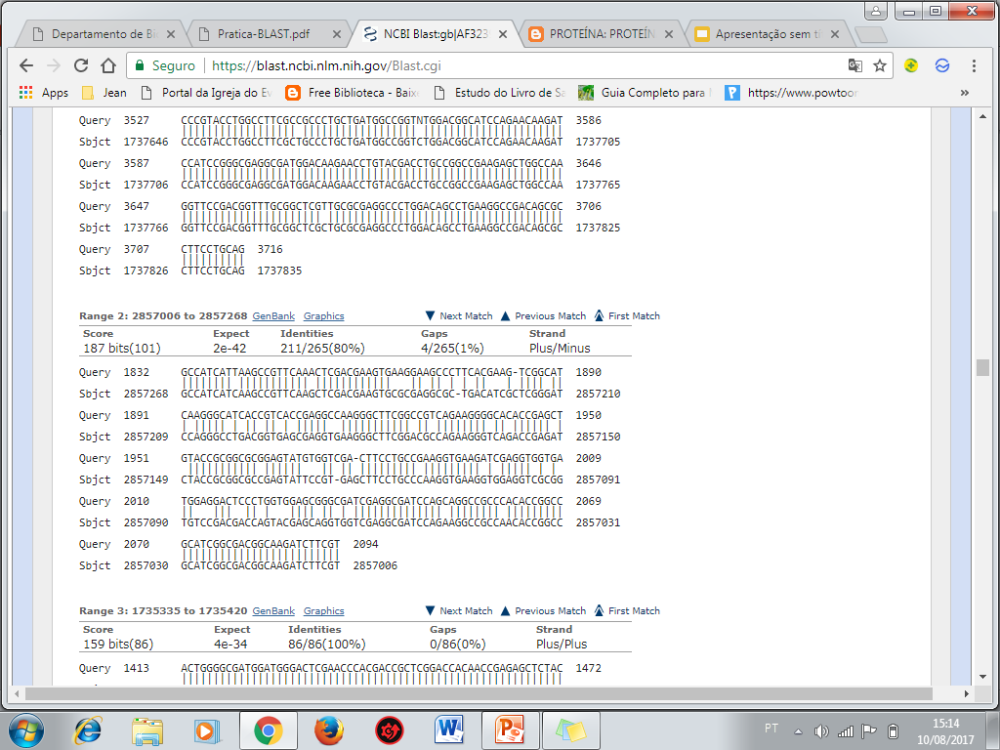 Departamento de Bi
Pratica-BLAST.pdf
NCBI Blast:gb|AF323
PROTEÍNA: PROTEÍN
Apresentação sem t
Seguro
https://blast.ncbi.nlm.nih.gov/Blast.cgi
Apps
Jean
Portal da Igreja do Ev
Free Biblioteca - Baix
Estudo do Livro de Sa
Guia Completo para
https://www.powtoor
»
Query 3527 CCCGTACCTGGCCTTCGCCGCCCTGCTGATGGCCGGTNTGGACGGCATCCAGAACAAGAT 3586
Sbjct 1737646 CCCGTACCTGGCCTTCGCTGCCCTGCTGATGGCCGGTCTGGACGGCATCCAGAACAAGAT 1737705
Query 3587 CCATCCGGGCGAGGCGATGGACAAGAACCTGTACGACCTGCCGGCCGAAGAGCTGGCCAA 3646
Sbjct 1737706 CCATCCGGGCGAGGCGATGGACAAGAACCTGTACGACCTGCCGGCCGAAGAGCTGGCCAA 1737765
Query 3647 GGTTCCGACGGTTTGCGGCTCGTTGCGCGAGGCCCTGGACAGCCTGAAGGCCGACAGCGC 3706
Sbjct 1737766 GGTTCCGACGGTTTGCGGCTCGCTGCGCGAGGCCCTGGACAGCCTGAAGGCCGACAGCGC 1737825
Query 3707 CTTCCTGCAG 3716
Sbjct 1737826 CTTCCTGCAG 1737835
Range 2: 2857006 to 2857268 GenBank Graphics Next Match Previous Match First Match
Score Expect Identities Gaps Strand
187 bits(101) 2e-42 211/265(80%) 4/265(1%) Plus/Minus
Query 1832 GCCATCATTAAGCCGTTCAAACTCGACGAAGTGAAGGAAGCCCTTCACGAAG-TCGGCAT 1890
Sbjct 2857268 GCCATCATCAAGCCGTTCAAGCTCGACGAAGTGCGCGAGGCGC-TGACATCGCTCGGGAT 2857210
Query 1891 CAAGGGCATCACCGTCACCGAGGCCAAGGGCTTCGGCCGTCAGAAGGGGCACACCGAGCT 1950
Sbjct 2857209 CCAGGGCCTGACGGTGAGCGAGGTGAAGGGCTTCGGACGCCAGAAGGGTCAGACCGAGAT 2857150
Query 1951 GTACCGCGGCGCGGAGTATGTGGTCGA-CTTCCTGCCGAAGGTGAAGATCGAGGTGGTGA 2009
Sbjct 2857149 CTACCGCGGCGCCGAGTATTCCGT-GAGCTTCCTGCCCAAGGTGAAGGTGGAGGTCGCGG 2857091
Query 2010 TGGAGGACTCCCTGGTGGAGCGGGCGATCGAGGCGATCCAGCAGGCCGCCCACACCGGCC 2069
Sbjct 2857090 TGTCCGACGACCAGTACGAGCAGGTGGTCGAGGCGATCCAGAAGGCCGCCAACACCGGCC 2857031
Query 2070 GCATCGGCGACGGCAAGATCTTCGT 2094
Sbjct 2857030 GCATCGGCGACGGCAAGATCTTCGT 2857006
Range 3: 1735335 to 1735420 GenBank Graphics Next Match Previous Match First Match
Score Expect Identities Gaps Strand
159 bits(86) 4e-34 86/86(100%) 0/86(0%) Plus/Plus
Query 1413 ACTGGGGCGATGGATGGGACTCGAACCCACGACCGCTCGGACCACAACCGAGAGCTCTAC 1472
PT
15:14
10/08/2017